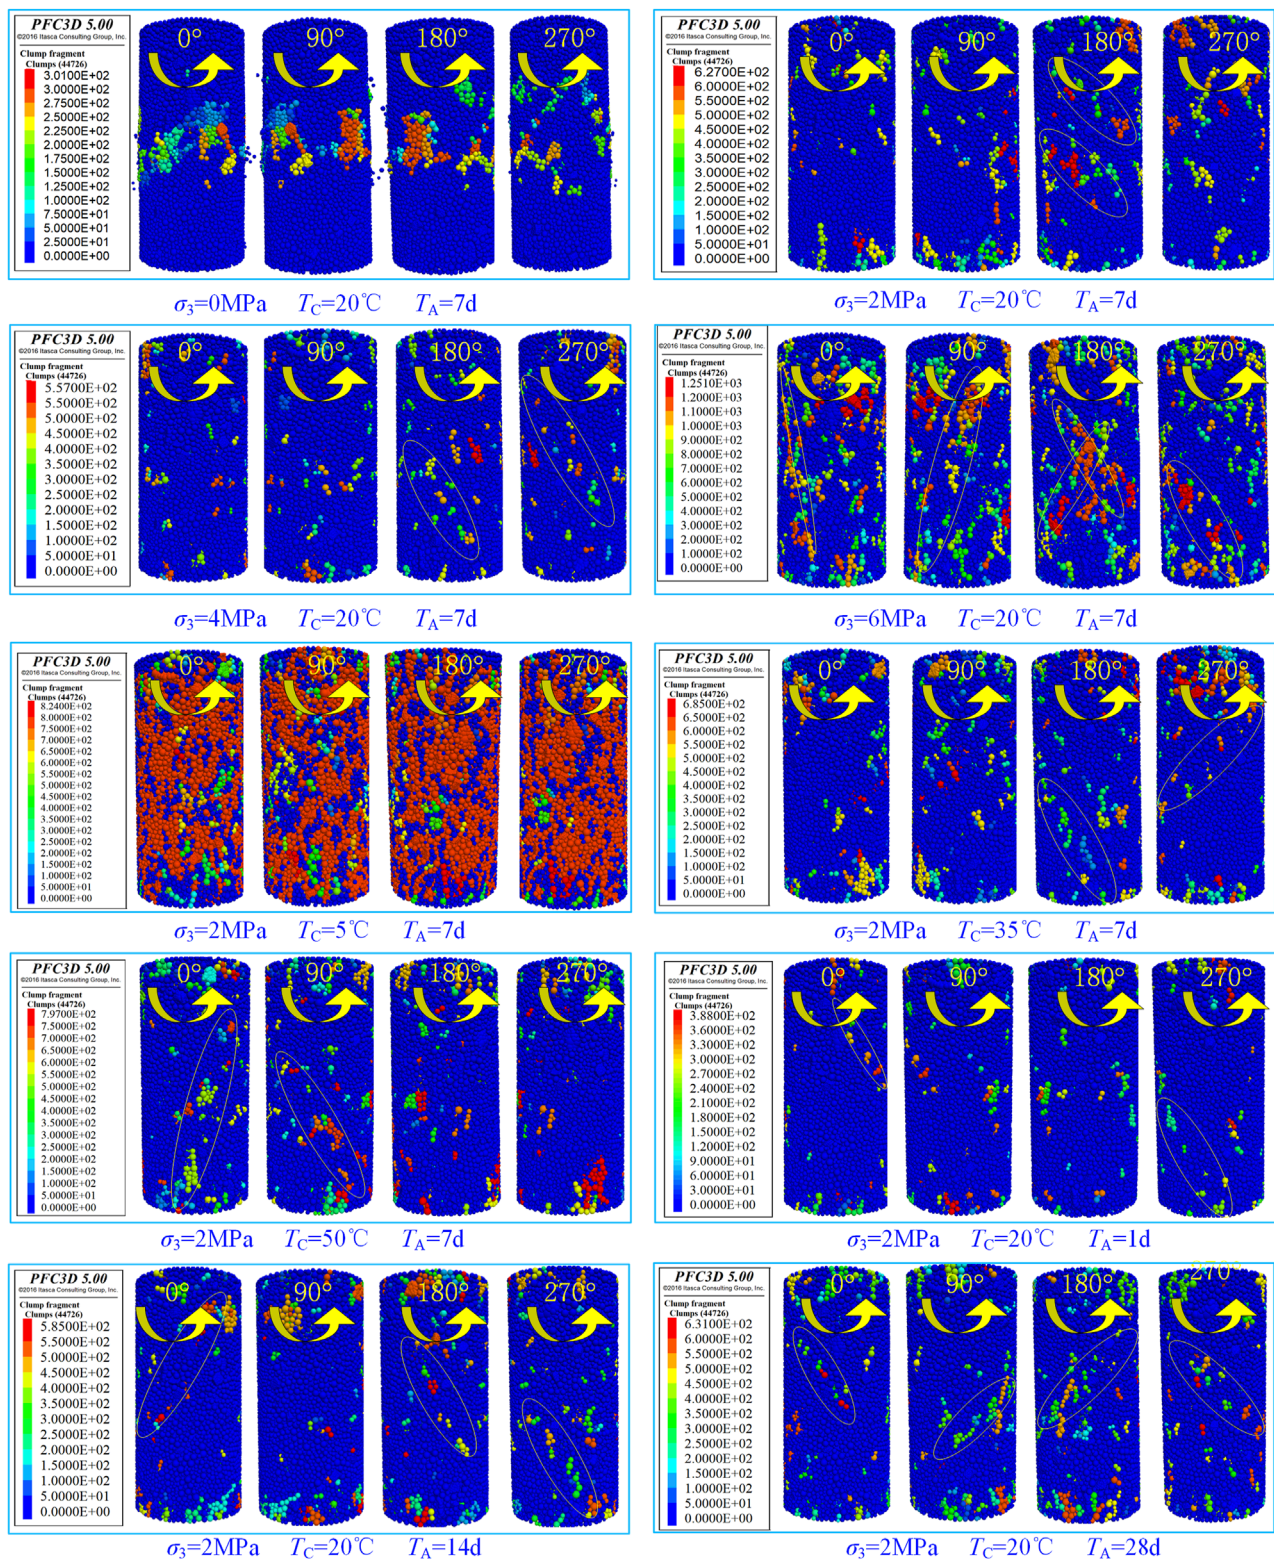 PFC3D 5.00
©2016 Itasca Consulting Group, Inc.
Clump fragment
Clumps (44726)
3.0100E+02
3.0000E+02
2.7500E+02
2.5000E+02
2.2500E+02
2.0000E+02
1.7500E+02
1.5000E+02
1.2500E+02
1.0000E+02
7.5000E+01
5.0000E+01
2.5000E+01
0.0000E+00
0° 90° 180° 270°
σ3=0MPa TC=20℃ TA=7d
PFC3D 5.00
©2016 Itasca Consulting Group, Inc.
Clump fragment
Clumps (44726)
6.2700E+02
6.0000E+02
5.5000E+02
5.0000E+02
4.5000E+02
4.0000E+02
3.5000E+02
3.0000E+02
2.5000E+02
2.0000E+02
1.5000E+02
1.0000E+02
5.0000E+01
0.0000E+00
0° 90° 180° 270°
σ3=2MPa TC=20℃ TA=7d
PFC3D 5.00
©2016 Itasca Consulting Group, Inc.
Clump fragment
Clumps (44726)
5.5700E+02
5.5000E+02
5.0000E+02
4.5000E+02
4.0000E+02
3.5000E+02
3.0000E+02
2.5000E+02
2.0000E+02
1.5000E+02
1.0000E+02
5.0000E+01
0.0000E+00
0° 90° 180° 270°
σ3=4MPa TC=20℃ TA=7d
PFC3D 5.00
©2016 Itasca Consulting Group, Inc.
Clump fragment
Clumps (44726)
1.2510E+03
1.2000E+03
1.1000E+03
1.0000E+03
9.0000E+02
8.0000E+02
7.0000E+02
6.0000E+02
5.0000E+02
4.0000E+02
3.0000E+02
2.0000E+02
1.0000E+02
0.0000E+00
0° 90° 180° 270°
σ3=6MPa TC=20℃ TA=7d
PFC3D 5.00
©2016 Itasca Consulting Group, Inc.
Clump fragment
Clumps (44726)
8.2400E+02
8.0000E+02
7.5000E+02
7.0000E+02
6.5000E+02
6.0000E+02
5.5000E+02
5.0000E+02
4.5000E+02
4.0000E+02
3.5000E+02
3.0000E+02
2.5000E+02
2.0000E+02
1.5000E+02
1.0000E+02
5.0000E+01
0.0000E+00
0° 90° 180° 270°
σ3=2MPa TC=5℃ TA=7d
PFC3D 5.00
©2016 Itasca Consulting Group, Inc.
Clump fragment
Clumps (44726)
6.8500E+02
6.5000E+02
6.0000E+02
5.5000E+02
5.0000E+02
4.5000E+02
4.0000E+02
3.5000E+02
3.0000E+02
2.5000E+02
2.0000E+02
1.5000E+02
1.0000E+02
5.0000E+01
0.0000E+00
0° 90° 180° 270°
σ3=2MPa TC=35℃ TA=7d
PFC3D 5.00
©2016 Itasca Consulting Group, Inc.
Clump fragment
Clumps (44726)
7.9700E+02
7.5000E+02
7.0000E+02
6.5000E+02
6.0000E+02
5.5000E+02
5.0000E+02
4.5000E+02
4.0000E+02
3.5000E+02
3.0000E+02
2.5000E+02
2.0000E+02
1.5000E+02
1.0000E+02
5.0000E+01
0.0000E+00
0° 90° 180° 270°
σ3=2MPa TC=50℃ TA=7d
PFC3D 5.00
©2016 Itasca Consulting Group, Inc.
Clump fragment
Clumps (44726)
3.8800E+02
3.6000E+02
3.3000E+02
3.0000E+02
2.7000E+02
2.4000E+02
2.1000E+02
1.8000E+02
1.5000E+02
1.2000E+02
9.0000E+01
6.0000E+01
3.0000E+01
0.0000E+00
0° 90° 180° 270°
σ3=2MPa TC=20℃ TA=1d
PFC3D 5.00
©2016 Itasca Consulting Group, Inc.
Clump fragment
Clumps (44726)
5.8500E+02
5.5000E+02
5.0000E+02
4.5000E+02
4.0000E+02
3.5000E+02
3.0000E+02
2.5000E+02
2.0000E+02
1.5000E+02
1.0000E+02
5.0000E+01
0.0000E+00
0° 90° 180° 270°
σ3=2MPa TC=20℃ TA=14d
PFC3D 5.00
©2016 Itasca Consulting Group, Inc.
Clump fragment
Clumps (44726)
6.3100E+02
6.0000E+02
5.5000E+02
5.0000E+02
4.5000E+02
4.0000E+02
3.5000E+02
3.0000E+02
2.5000E+02
2.0000E+02
1.5000E+02
1.0000E+02
5.0000E+01
0.0000E+00
0° 90° 180° 270°
σ3=2MPa TC=20℃ TA=28d